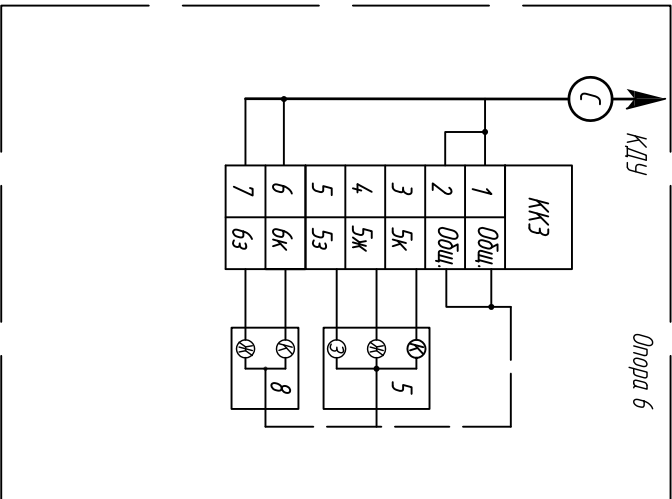 КДУ
Опора 6
С
ККЗ
1 Общ.
2 Общ.
3 5к
4 5ж
5 5з
6 6к
7 6з
К
5
Ж
З
К
8
Ж